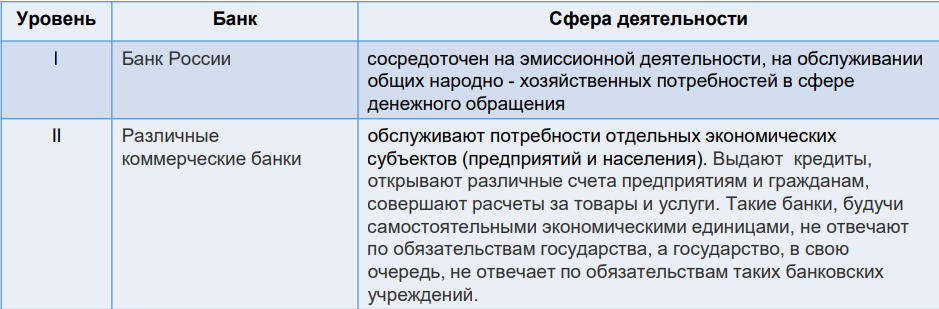 Уровень Банк Сфера деятельности
I Банк России сосредоточен на эмиссионной деятельности, на обслуживании
общих народно - хозяйственных потребностей в сфере
денежного обращения
II Различные обслуживают потребности отдельных экономических
коммерческие банки субъектов (предприятий и населения). Выдают кредиты,
открывают различные счета предприятиям и гражданам,
совершают расчеты за товары и услуги. Такие банки, будучи
самостоятельными экономическими единицами, не отвечают
по обязательствам государства, а государство, в свою
очередь, не отвечает по обязательствам таких банковских
учреждений.